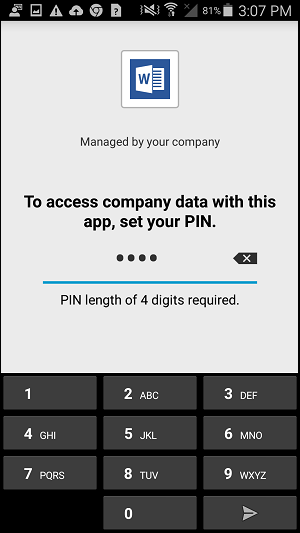 81% 3:07 PM
W
Managed by your company
To access company data with this
app, set your PIN.
PIN length of 4 digits required.
1
2 ABC
3 DEF
4 GHI
5 JKL
6 MNO
7 PQRS
8 TUV
9 WXYZ
0